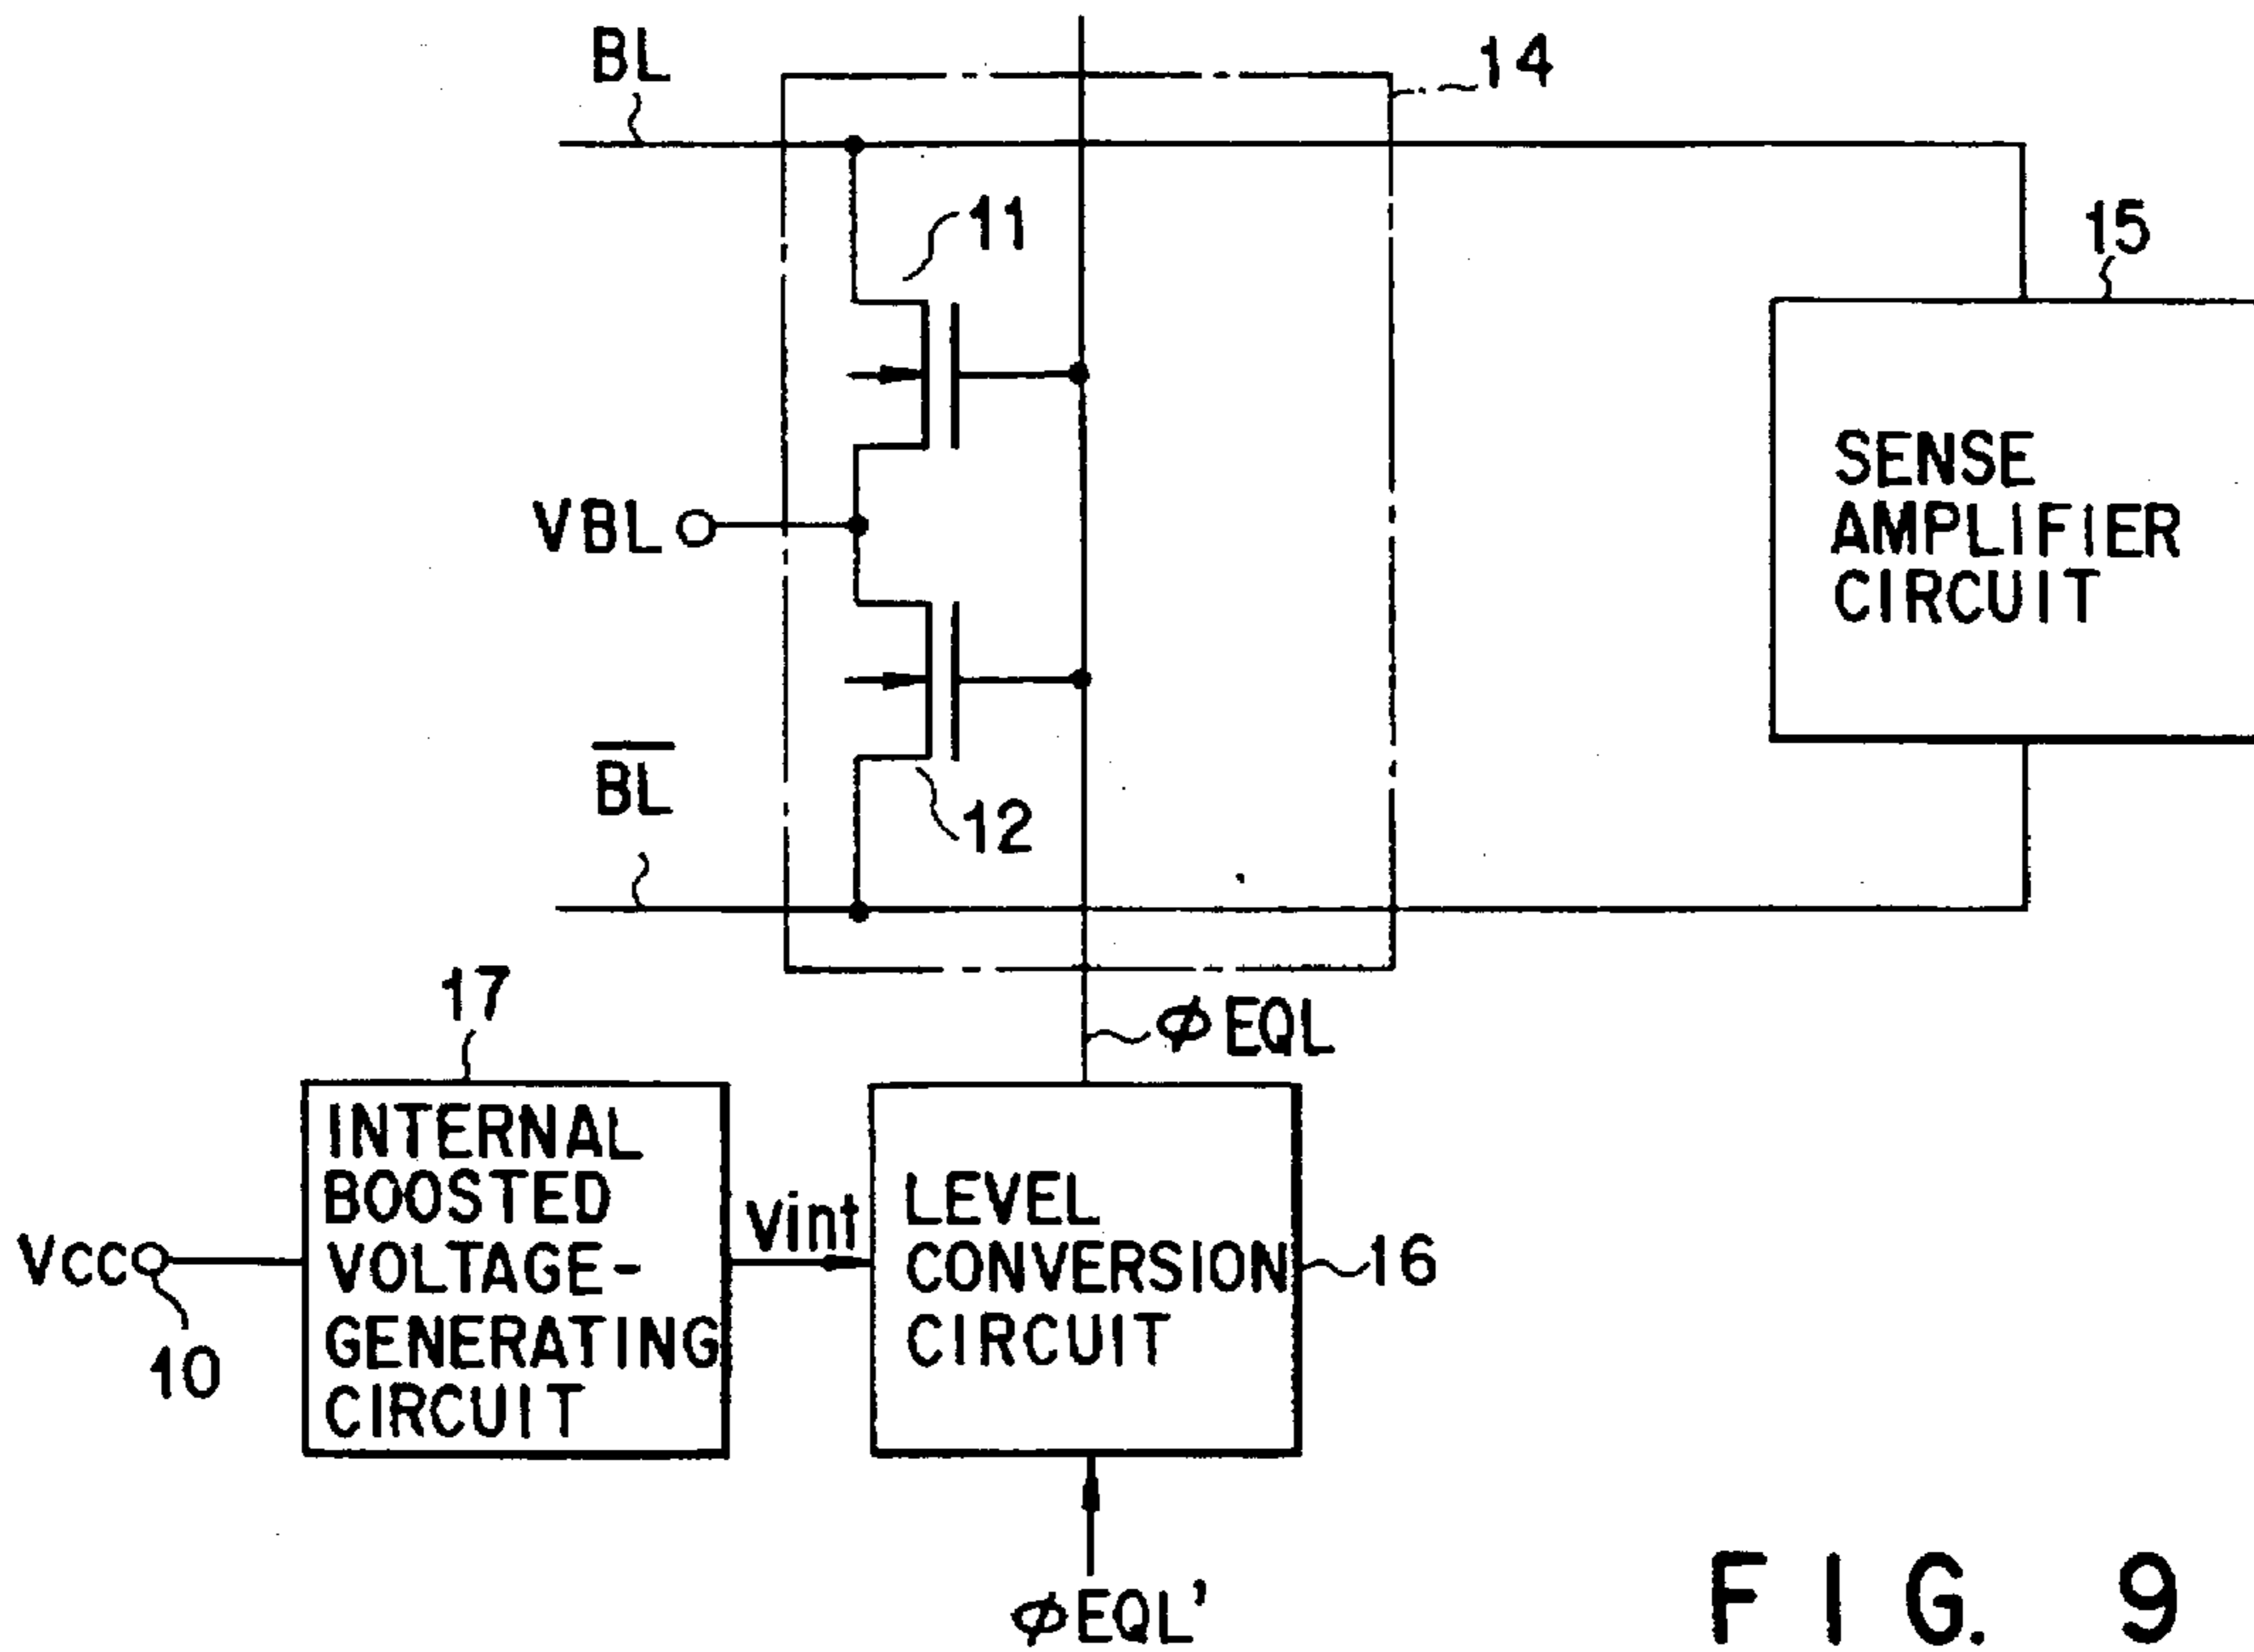 BL
14
11
15
SENSE
AMPLIFIER
CIRCUIT
VBL
B̅L̅
12
17
φEQL
INTERNAL
BOOSTED
VOLTAGE-
GENERATING
CIRCUIT
Vint
LEVEL
CONVERSION
CIRCUIT
16
VCC
10
φEQL'
FIG. 9